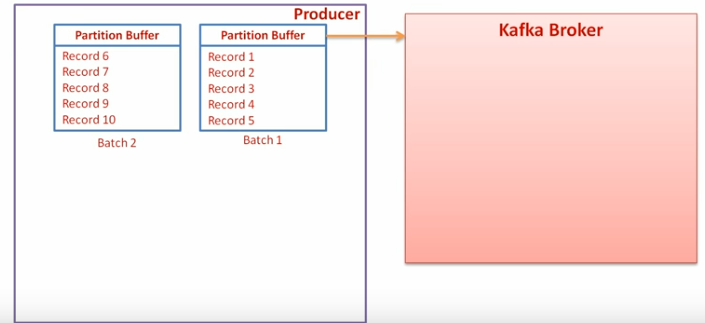 Producer
Partition Buffer
Record 6
Record 7
Record 8
Record 9
Record 10
Batch 2
Partition Buffer
Record 1
Record 2
Record 3
Record 4
Record 5
Batch 1
Kafka Broker